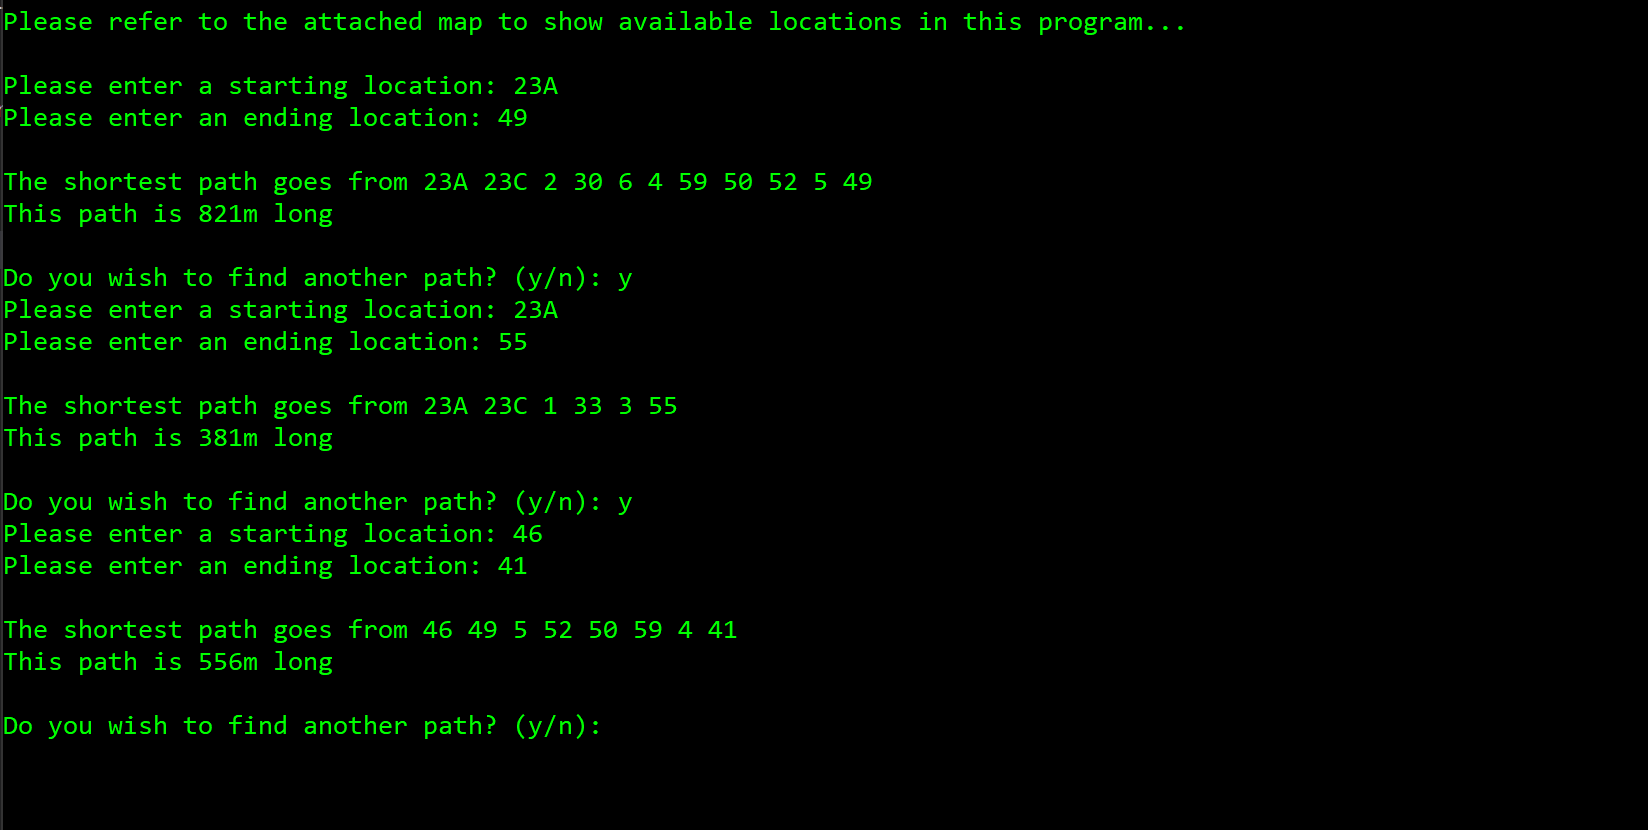 Please refer to the attached map to show available locations in this program...
Please enter a starting location: 23A
Please enter an ending location: 49
The shortest path goes from 23A 23C 2 30 6 4 59 50 52 5 49
This path is 821m long
Do you wish to find another path? (y/n): y
Please enter a starting location: 23A
Please enter an ending location: 55
The shortest path goes from 23A 23C 1 33 3 55
This path is 381m long
Do you wish to find another path? (y/n): y
Please enter a starting location: 46
Please enter an ending location: 41
The shortest path goes from 46 49 5 52 50 59 4 41
This path is 556m long
Do you wish to find another path? (y/n):